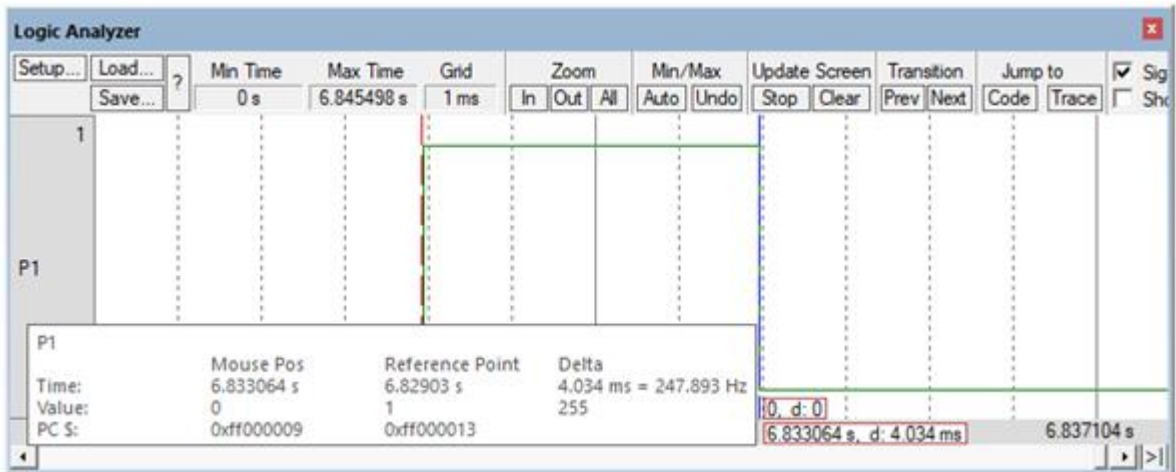 Logic Analyzer
Setup... Load... ? Min Time Max Time Grid Zoom Min/Max Update Screen Transition Jump to Sig
Save... 0 s 6.845498 s 1 ms In Out All Auto Undo Stop Clear Prev Next Code Trace Sho
1
P1
P1
Mouse Pos Reference Point Delta
Time: 6.833064 s 6.82903 s 4.034 ms = 247.893 Hz
Value: 0 1 255
PC $: 0xff000009 0xff000013
0, d: 0
6.833064 s, d: 4.034 ms 6.837104 s